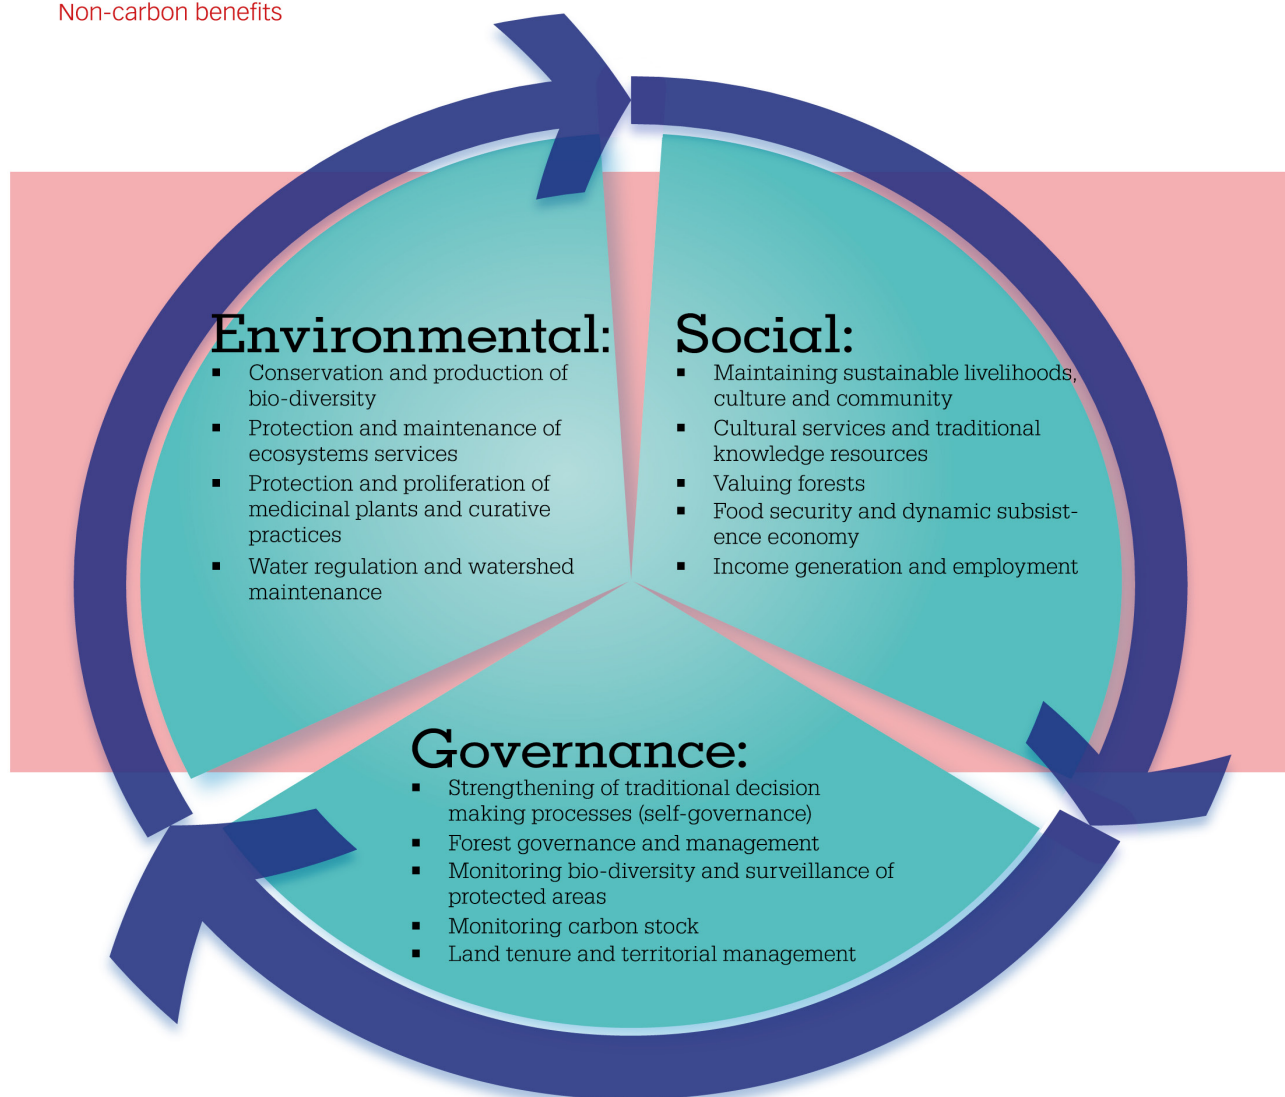 Non-carbon benefits
Environmental:
▪ Conservation and production of
bio-diversity
▪ Protection and maintenance of
ecosystems services
▪ Protection and proliferation of
medicinal plants and curative
practices
▪ Water regulation and watershed
maintenance
Social:
▪ Maintaining sustainable livelihoods,
culture and community
▪ Cultural services and traditional
knowledge resources
▪ Valuing forests
▪ Food security and dynamic subsist-
ence economy
▪ Income generation and employment
Governance:
▪ Strengthening of traditional decision
making processes (self-governance)
▪ Forest governance and management
▪ Monitoring bio-diversity and surveillance of
protected areas
▪ Monitoring carbon stock
▪ Land tenure and territorial management